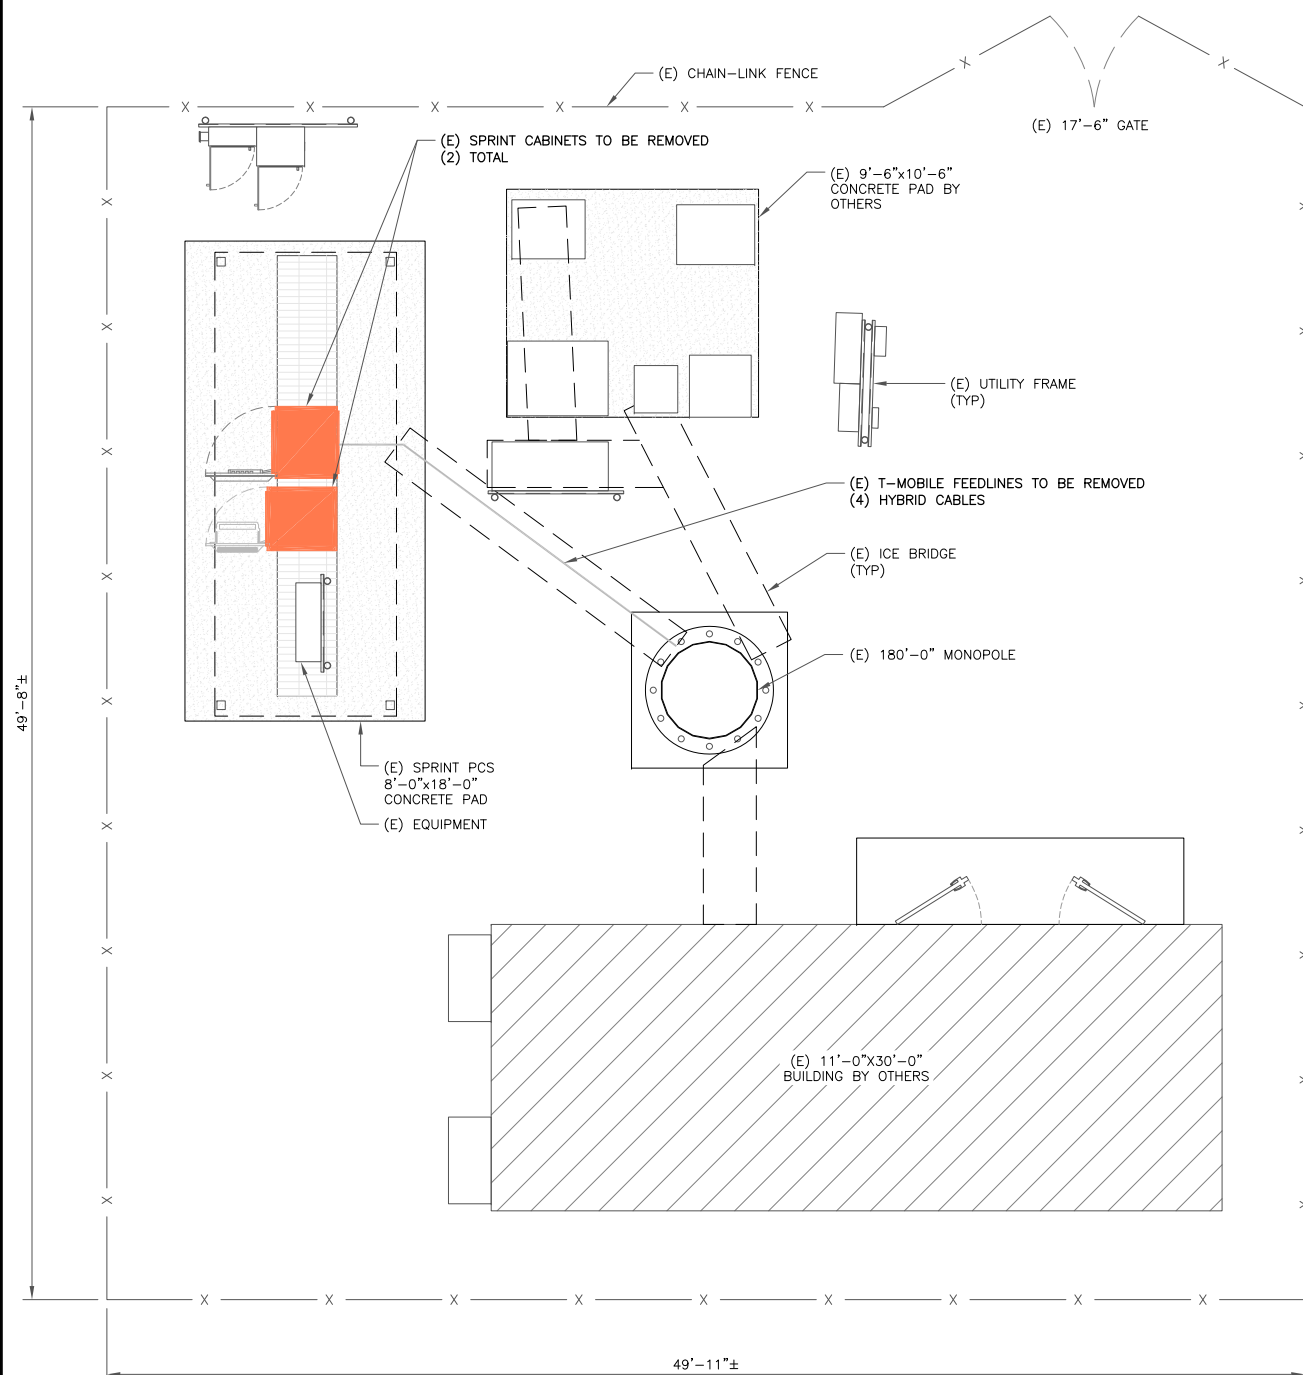 (E) CHAIN-LINK FENCE
(E) 17'-6" GATE
(E) SPRINT CABINETS TO BE REMOVED
(2) TOTAL
(E) 9'-6"x10'-6"
CONCRETE PAD BY
OTHERS
(E) UTILITY FRAME
(TYP)
(E) T-MOBILE FEEDLINES TO BE REMOVED
(4) HYBRID CABLES
(E) ICE BRIDGE
(TYP)
(E) 180'-0" MONOPOLE
49'-8"±
(E) SPRINT PCS
8'-0"x18'-0"
CONCRETE PAD
(E) EQUIPMENT
(E) 11'-0"X30'-0"
BUILDING BY OTHERS
49'-11"±